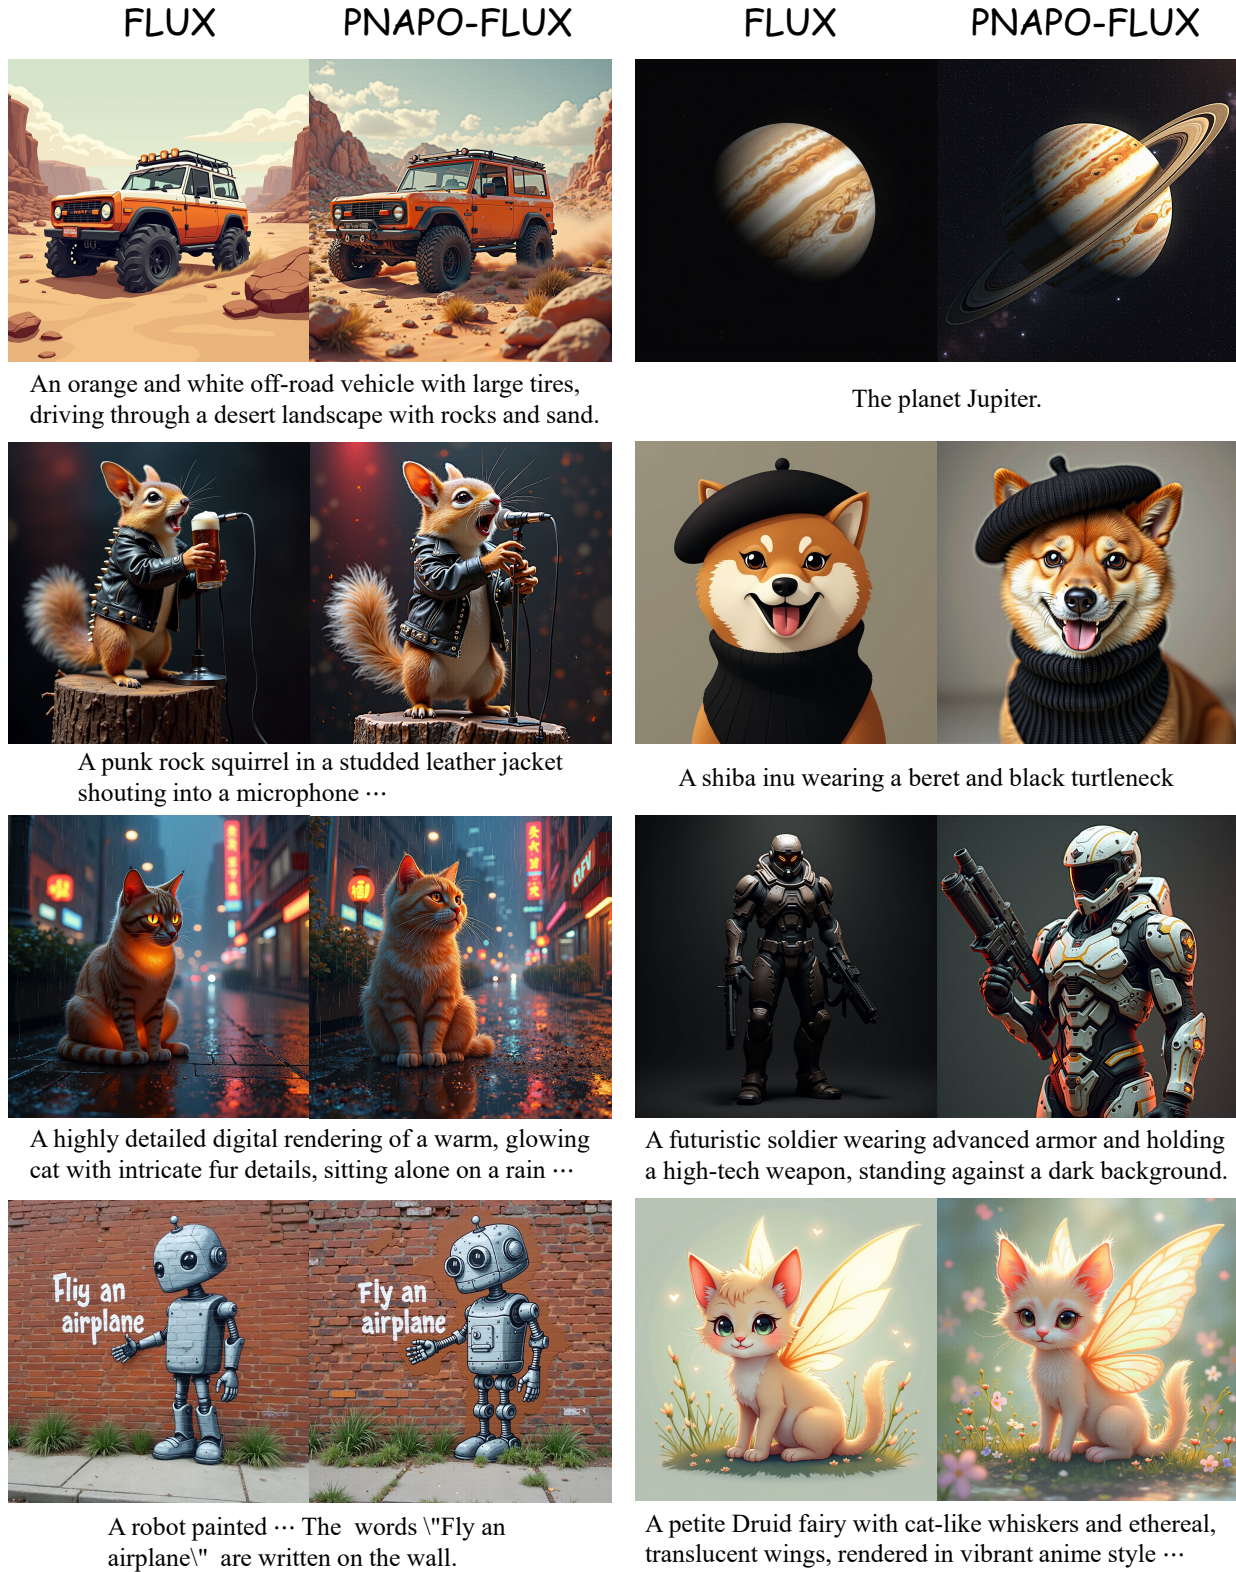 FLUX PNAPO-FLUX FLUX PNAPO-FLUX
An orange and white off-road vehicle with large tires,
driving through a desert landscape with rocks and sand.
The planet Jupiter.
A punk rock squirrel in a studded leather jacket
shouting into a microphone ···
A shiba inu wearing a beret and black turtleneck
A highly detailed digital rendering of a warm, glowing
cat with intricate fur details, sitting alone on a rain ···
A futuristic soldier wearing advanced armor and holding
a high-tech weapon, standing against a dark background.
Fliy an
airplane
Fly an
airplane
A robot painted ··· The words \"Fly an
airplane\" are written on the wall.
A petite Druid fairy with cat-like whiskers and ethereal,
translucent wings, rendered in vibrant anime style ···